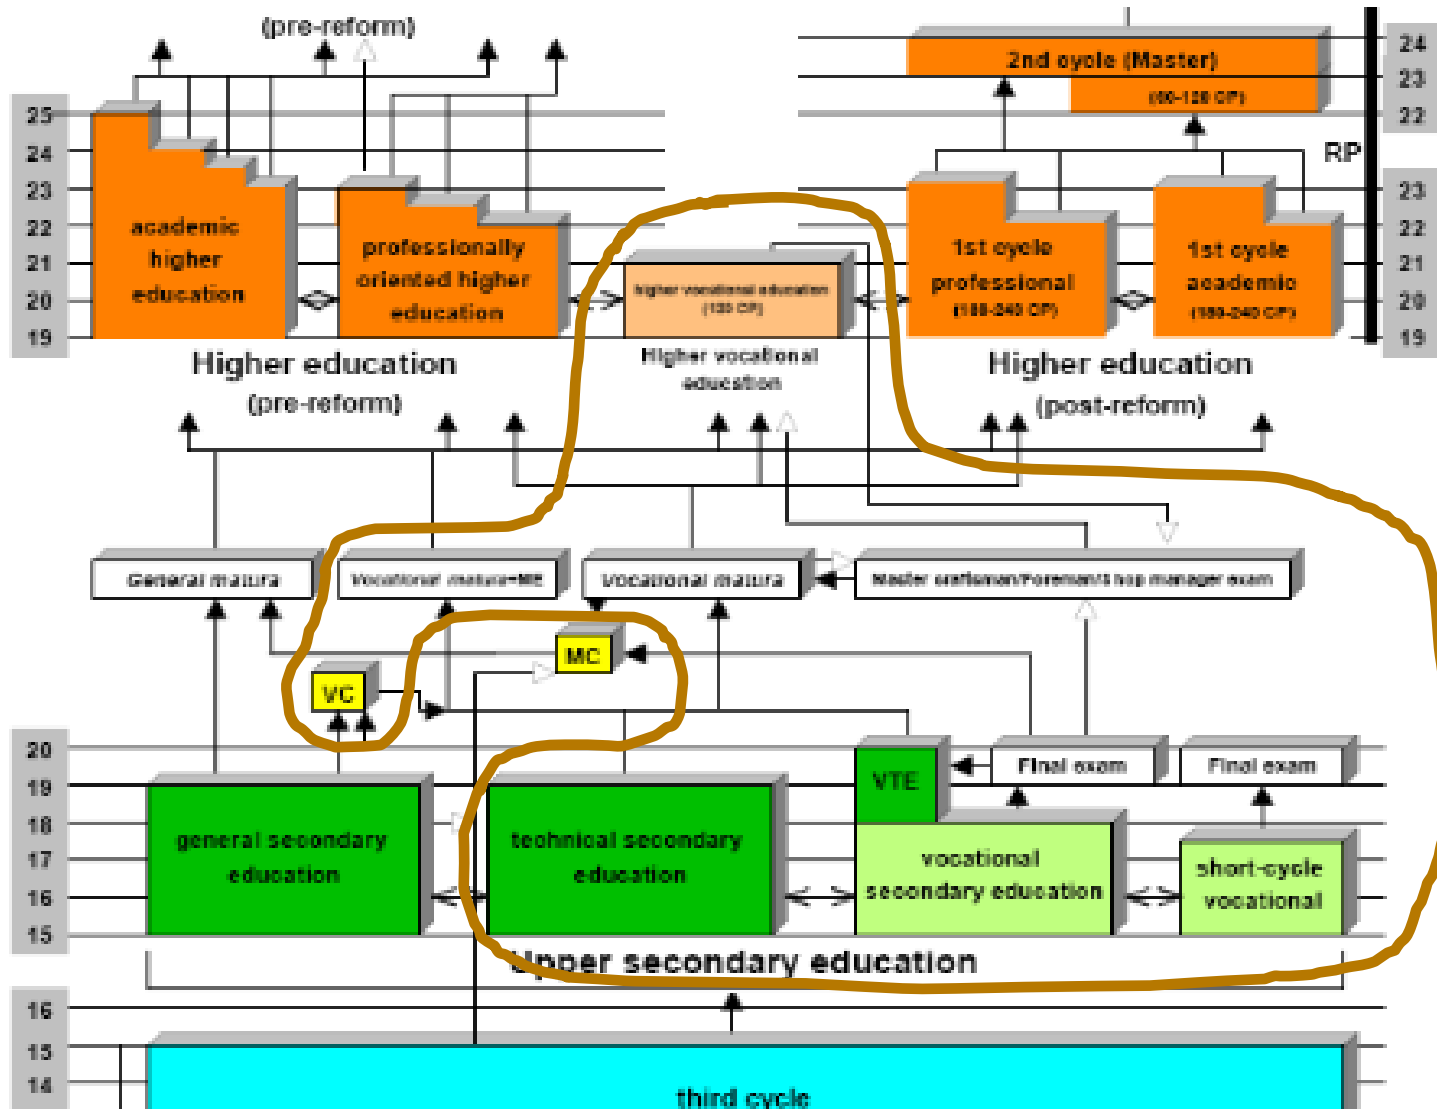 (pre-reform)
24
2nd cycle (Master)
23
(60-120 CP)
22
25
24
RP
23
23
22
22
academic
higher
education
professionally
oriented higher
education
higher vocational education
(120 CP)
1st cycle
professional
(180-240 CP)
1st cycle
academic
(180-240 CP)
21
21
20
20
19
19
Higher education
(pre-reform)
Higher vocational
education
Higher education
(post-reform)
General matura
Vocational matura+ME
Vocational matura
Master craftsman/Foreman/Shop manager exam
MC
VC
20
VTE
Final exam
Final exam
19
18
general secondary
education
technical secondary
education
vocational
secondary education
short-cycle
vocational
17
16
15
Upper secondary education
16
15
14
third cycle